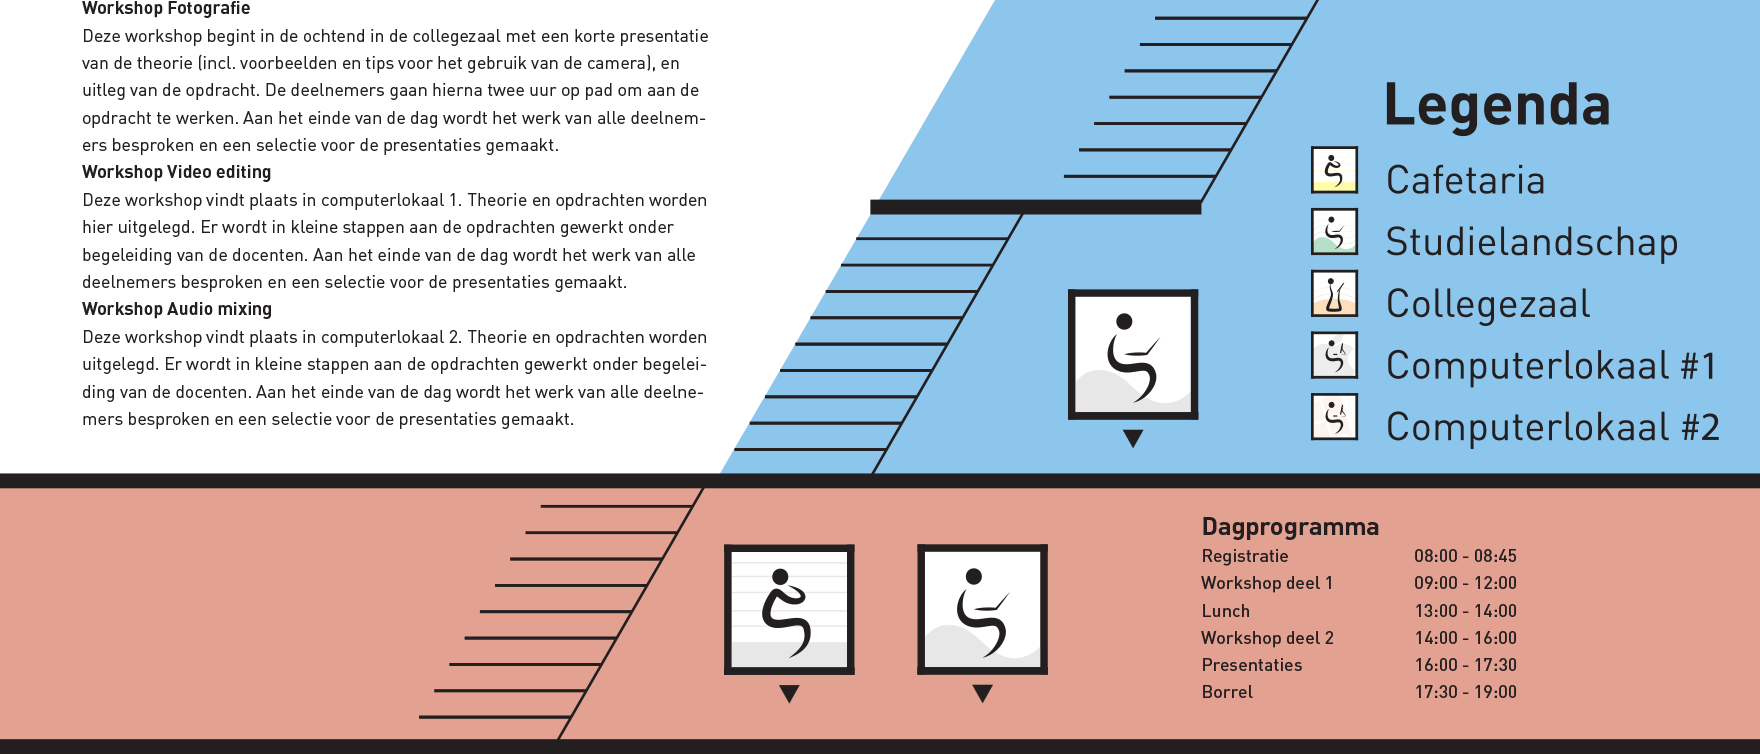 Workshop Fotografie
Deze workshop begint in de ochtend in de collegezaal met een korte presentatie
van de theorie (incl. voorbeelden en tips voor het gebruik van de camera), en
uitleg van de opdracht. De deelnemers gaan hierna twee uur op pad om aan de
opdracht te werken. Aan het einde van de dag wordt het werk van alle deelnem-
ers besproken en een selectie voor de presentaties gemaakt.
Workshop Video editing
Deze workshop vindt plaats in computerlokaal 1. Theorie en opdrachten worden
hier uitgelegd. Er wordt in kleine stappen aan de opdrachten gewerkt onder
begeleiding van de docenten. Aan het einde van de dag wordt het werk van alle
deelnemers besproken en een selectie voor de presentaties gemaakt.
Workshop Audio mixing
Deze workshop vindt plaats in computerlokaal 2. Theorie en opdrachten worden
uitgelegd. Er wordt in kleine stappen aan de opdrachten gewerkt onder begelei-
ding van de docenten. Aan het einde van de dag wordt het werk van alle deelne-
mers besproken en een selectie voor de presentaties gemaakt.
Legenda
Cafetaria
Studielandschap
Collegezaal
Computerlokaal #1
Computerlokaal #2
Dagprogramma
Registratie 08:00 - 08:45
Workshop deel 1 09:00 - 12:00
Lunch 13:00 - 14:00
Workshop deel 2 14:00 - 16:00
Presentaties 16:00 - 17:30
Borrel 17:30 - 19:00